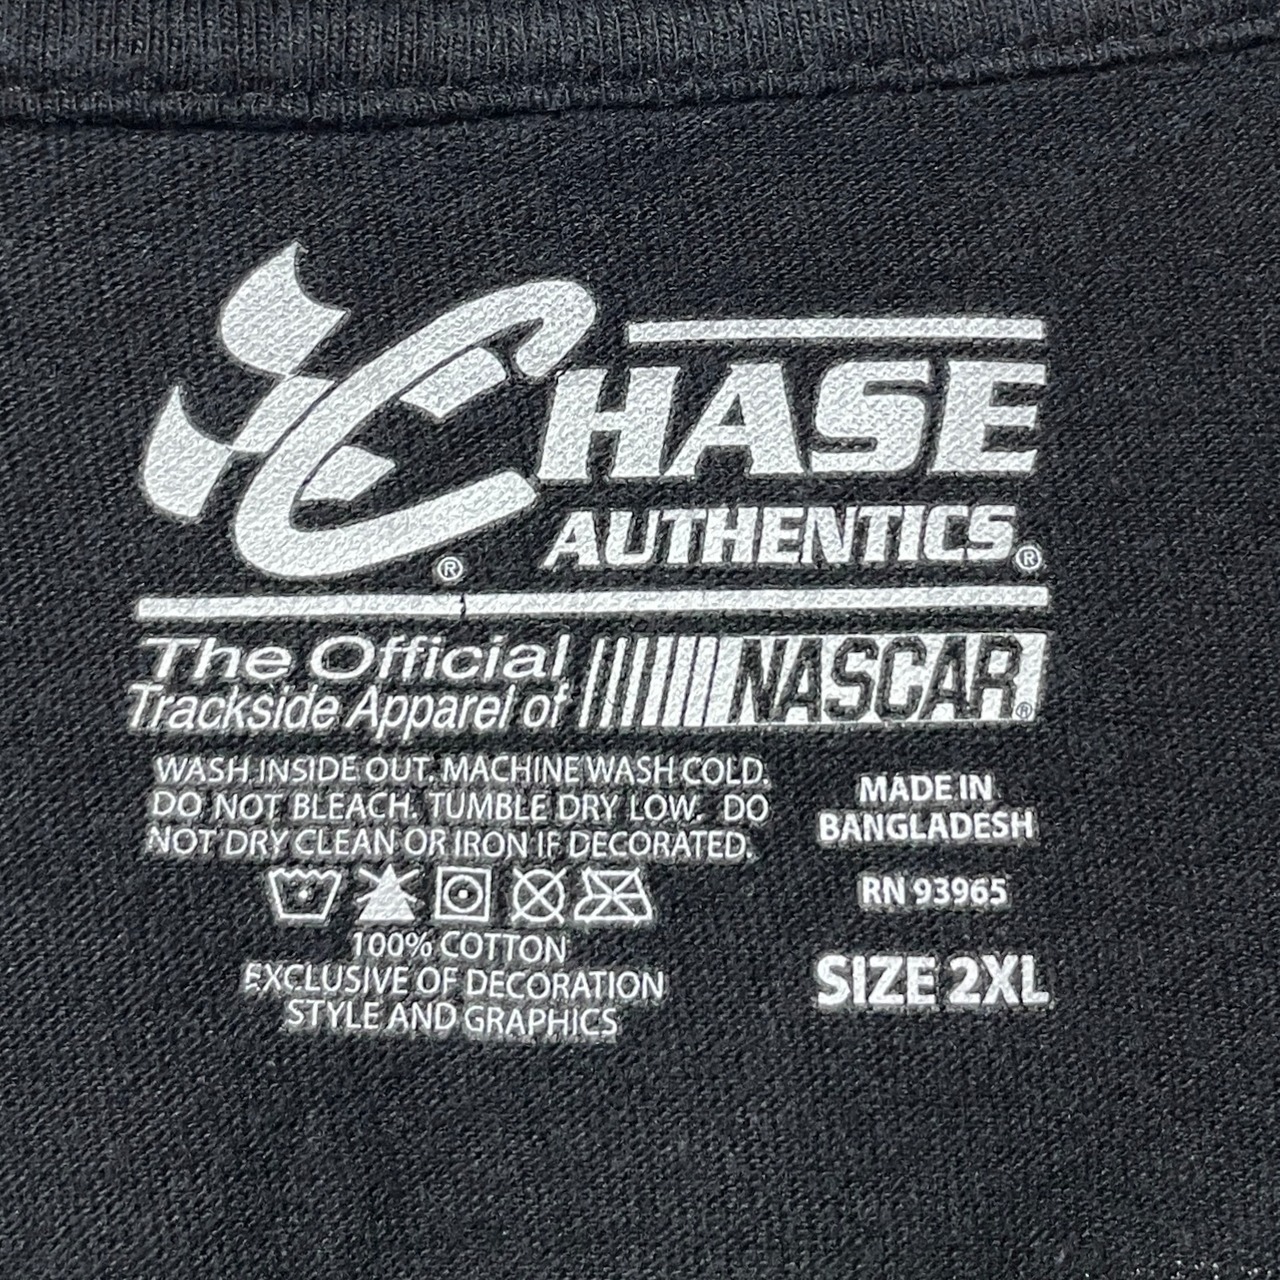 CHASE
AUTHENTICS®
®
The Official
Trackside Apparel of
NASCAR®
WASH INSIDE OUT. MACHINE WASH COLD.
DO NOT BLEACH. TUMBLE DRY LOW. DO
NOT DRY CLEAN OR IRON IF DECORATED.
100% COTTON
EXCLUSIVE OF DECORATION
STYLE AND GRAPHICS
MADE IN
BANGLADESH
RN 93965
SIZE 2XL